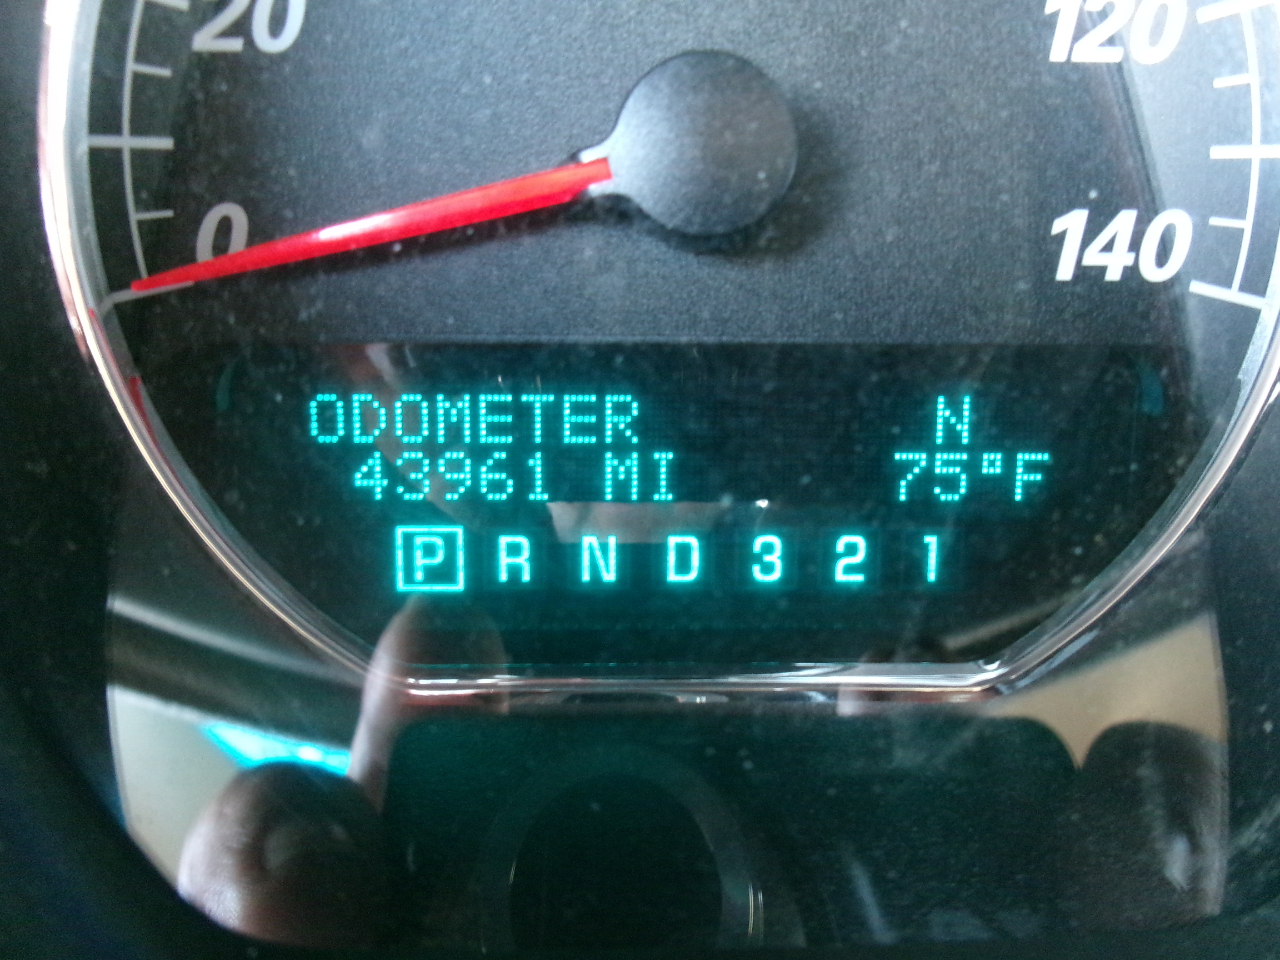 20 120
0 140
ODOMETER N
43961 MI 75°F
P R N D 3 2 1